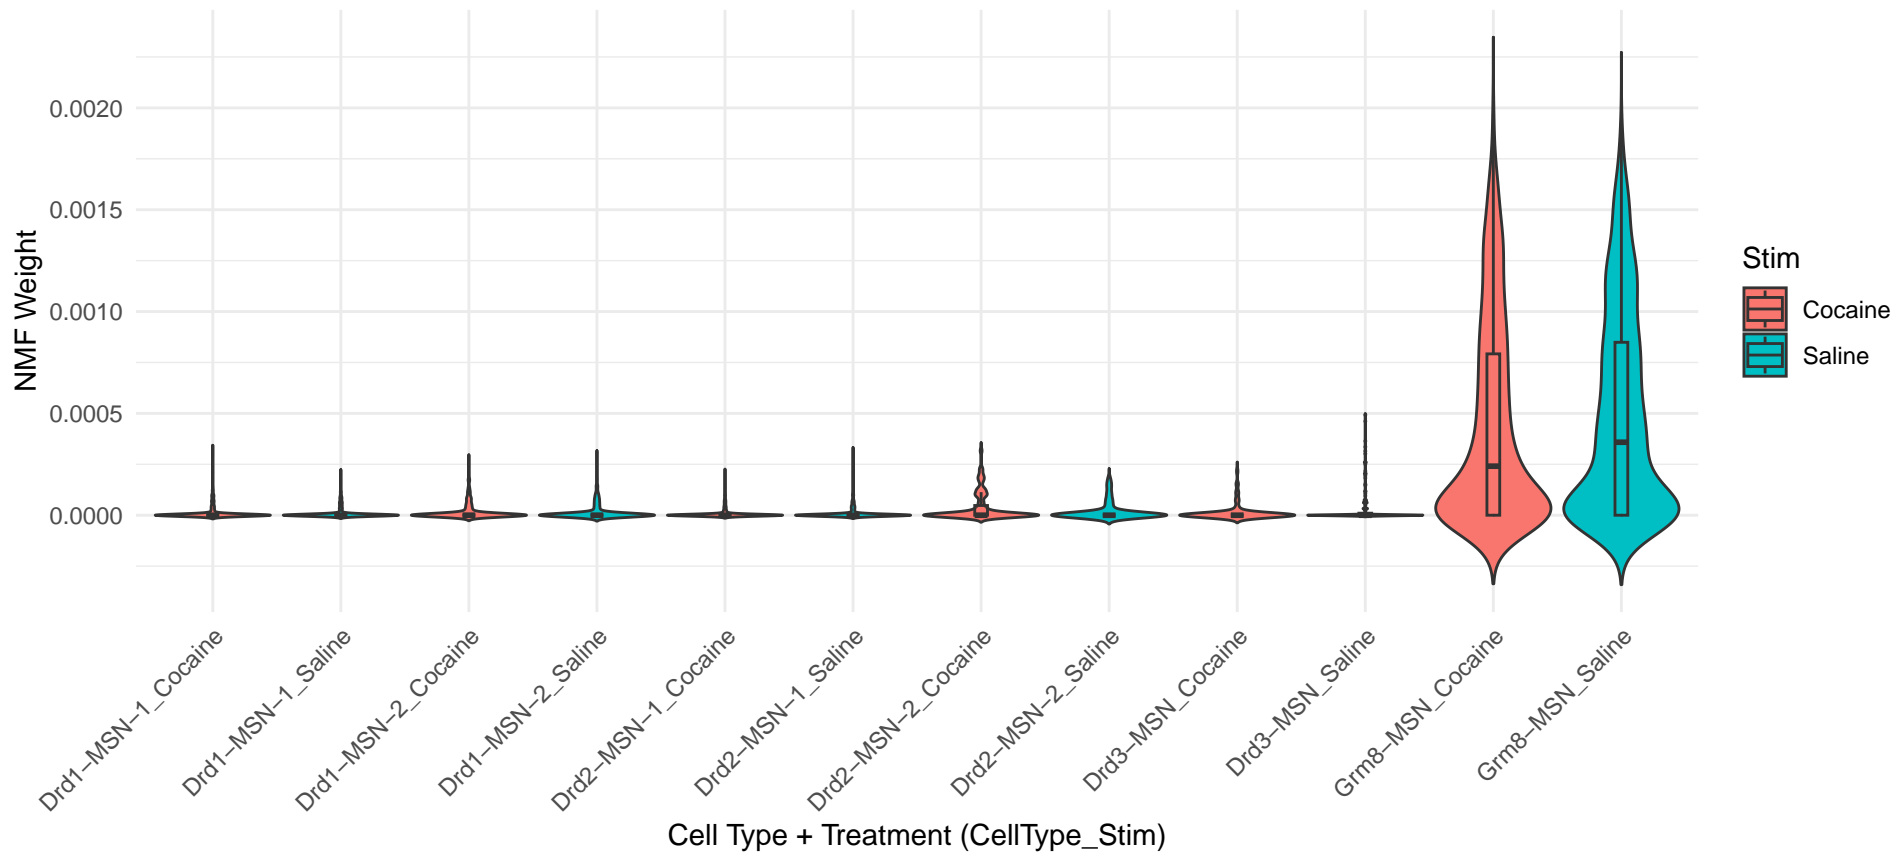 NMF Weight
0.0020
0.0015
0.0010
0.0005
0.0000
Drd1−MSN−1_Cocaine
Drd1−MSN−1_Saline
Drd1−MSN−2_Cocaine
Drd1−MSN−2_Saline
Drd2−MSN−1_Cocaine
Drd2−MSN−1_Saline
Drd2−MSN−2_Cocaine
Drd2−MSN−2_Saline
Drd3−MSN_Cocaine
Drd3−MSN_Saline
Grm8−MSN_Cocaine
Grm8−MSN_Saline
Cell Type + Treatment (CellType_Stim)
Stim
Cocaine
Saline